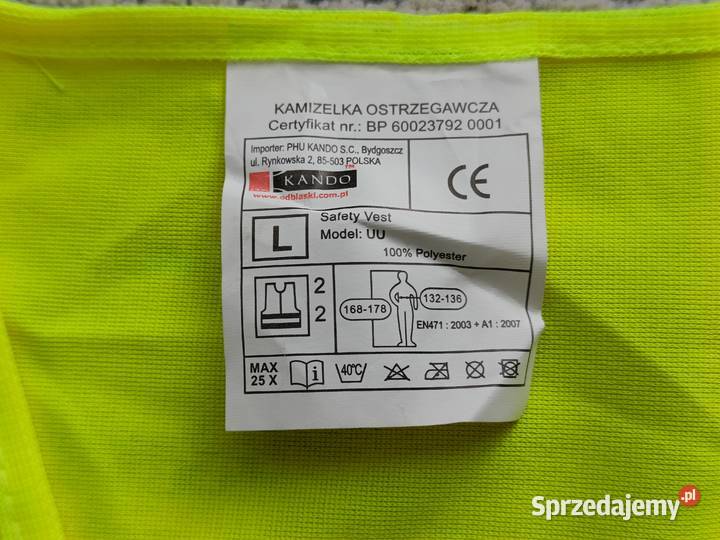 KAMIZELKA OSTRZEGAWCZA
Certyfikat nr.: BP 60023792 0001
Importer: PHU KANDO S.C., Bydgoszcz
ul. Rynkowska 2, 85-503 POLSKA
KANDO™
www.odblaski.com.pl
CE
L
Safety Vest
Model: UU
100% Polyester
2
2
168-178
132-136
EN471 : 2003 + A1 : 2007
MAX
25 X
i
40°C
Sprzedajemy.pl